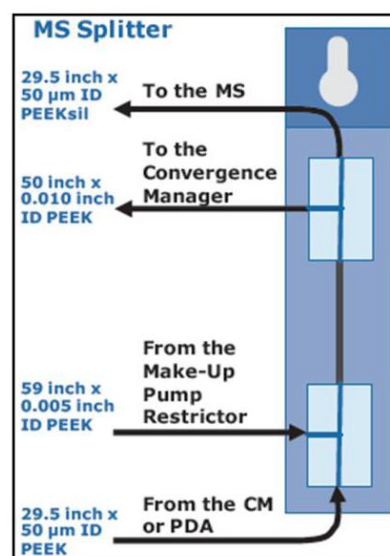 MS Splitter
29.5 inch x
50 µm ID
PEEKsil
To the MS
50 inch x
0.010 inch
ID PEEK
To the
Convergence
Manager
59 inch x
0.005 inch
ID PEEK
From the
Make-Up
Pump
Restrictor
29.5 inch x
50 µm ID
PEEK
From the CM
or PDA